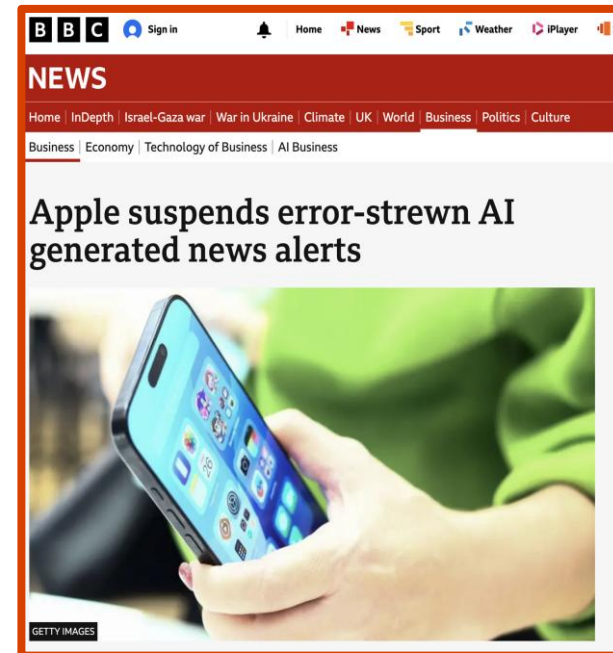 BBC Sign in Home News Sport Weather iPlayer
NEWS
Home | InDepth | Israel-Gaza war | War in Ukraine | Climate | UK | World | Business | Politics | Culture
Business | Economy | Technology of Business | AI Business
Apple suspends error-strewn AI
generated news alerts
GETTY IMAGES